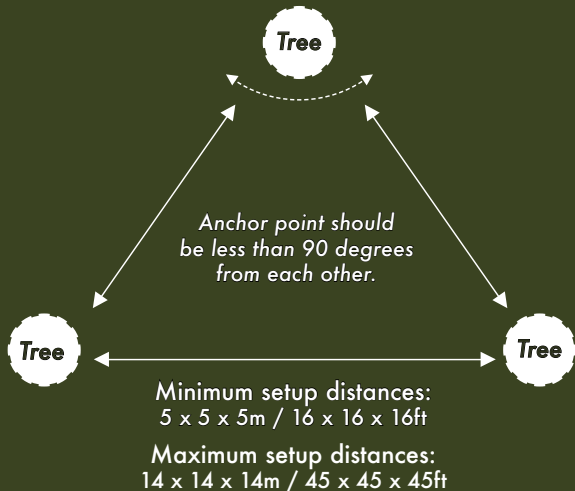 Tree
Anchor point should
be less than 90 degrees
from each other.
Tree
Tree
Minimum setup distances:
5 x 5 x 5m / 16 x 16 x 16ft
Maximum setup distances:
14 x 14 x 14m / 45 x 45 x 45ft